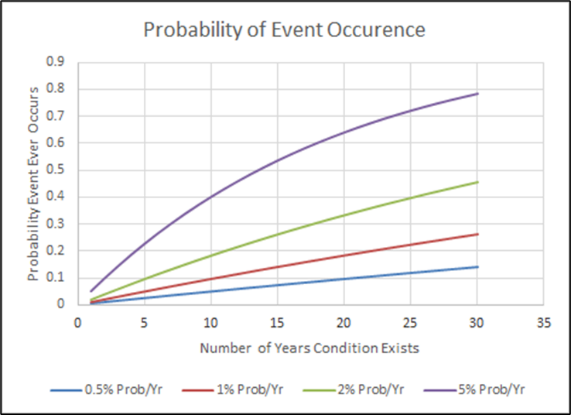 Probability of Event Occurence
0.9
0.8
0.7
0.6
0.5
0.4
0.3
0.2
0.1
0
Probability Event Ever Occurs
0 5 10 15 20 25 30 35
Number of Years Condition Exists
0.5% Prob/Yr 1% Prob/Yr 2% Prob/Yr 5% Prob/Yr